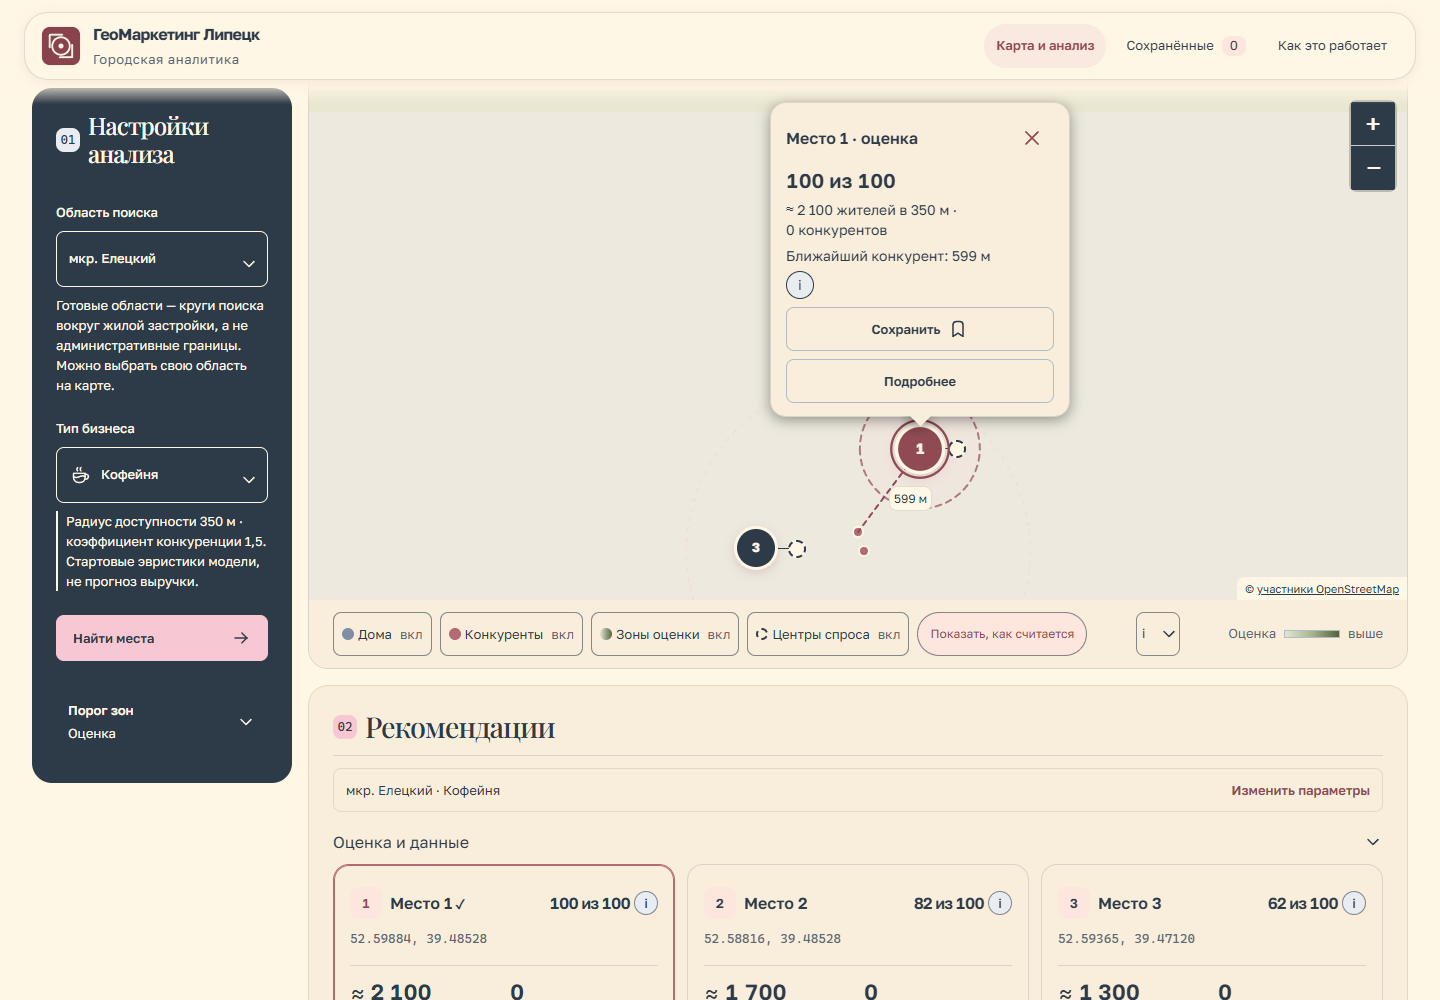 ГеоМаркетинг Липецк
Городская аналитика
Карта и анализ
Сохранённые 0
Как это работает
01
Настройки
анализа
Область поиска
мкр. Елецкий
Готовые области — круги поиска
вокруг жилой застройки, а не
административные границы.
Можно выбрать свою область
на карте.
Тип бизнеса
Кофейня
Радиус доступности 350 м ·
коэффициент конкуренции 1,5.
Стартовые эвристики модели,
не прогноз выручки.
Найти места
Порог зон
Оценка
Место 1 · оценка
100 из 100
≈ 2 100 жителей в 350 м ·
0 конкурентов
Ближайший конкурент: 599 м
i
Сохранить
Подробнее
+
−
1
599 м
3
© участники OpenStreetMap
Дома вкл
Конкуренты вкл
Зоны оценки вкл
Центры спроса вкл
Показать, как считается
i
Оценка выше
02
Рекомендации
мкр. Елецкий · Кофейня
Изменить параметры
Оценка и данные
1 Место 1 ✓ 100 из 100 i
52.59884, 39.48528
≈ 2 100 0
2 Место 2 82 из 100 i
52.58816, 39.48528
≈ 1 700 0
3 Место 3 62 из 100 i
52.59365, 39.47120
≈ 1 300 0